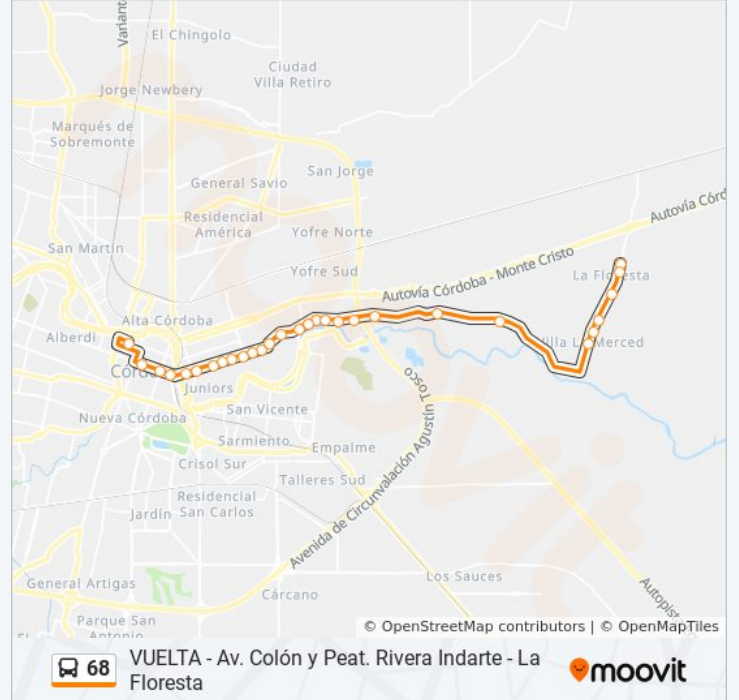 Variant
El Chingolo
Ciudad
Villa Retiro
Jorge Newbery
Marqués de
Sobremonte
San Jorge
General Savio
Residencial
América
Yofre Norte
Autovía Córd
San Martín
Yofre Sud
Autovía Córdoba - Monte Cristo
La Floresta
Alta Córdoba
Alberdi
Villa La Merced
Córdo
Juniors
Nueva Córdoba
San Vicente
Avenida de Circunvalación Agustín Tosco
Sarmiento
Empalme
Crisol Sur
Talleres Sud
Residencial
San Carlos
Jardín
General Artigas
Cárcano
Los Sauces
Autopis
Parque San
Antonio
© OpenStreetMap contributors | © OpenMapTiles
68
VUELTA - Av. Colón y Peat. Rivera Indarte - La
Floresta
moovit